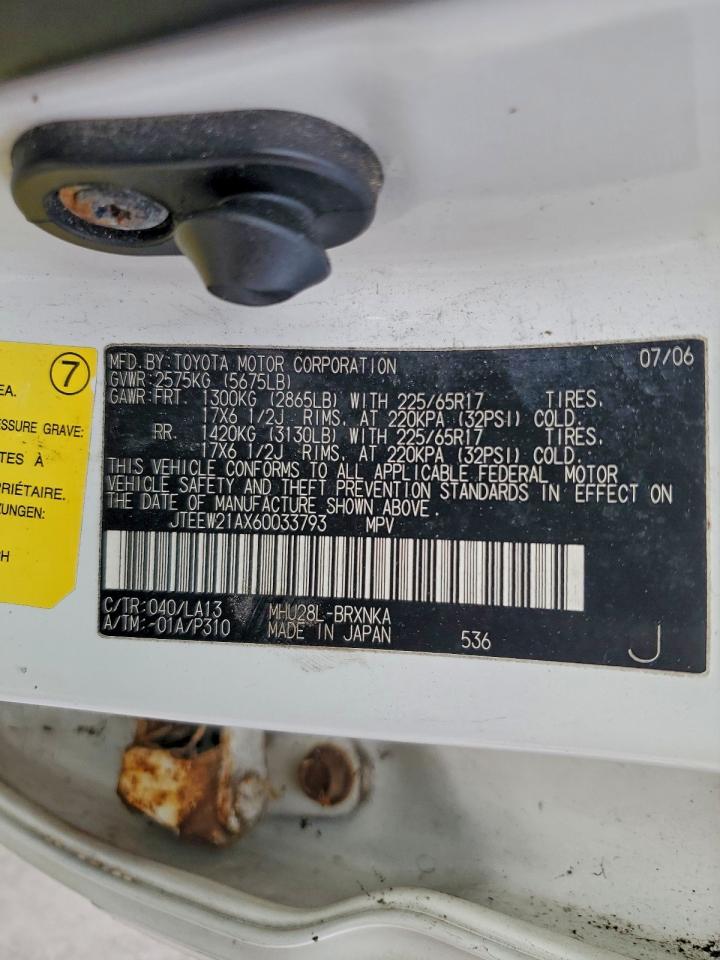 7
EA.
ESSURE GRAVE:
TES À
PRIÉTAIRE.
ZUNGEN:
PH
MFD.BY:TOYOTA MOTOR CORPORATION 07/06
GVWR:2575KG (5675LB)
GAWR:FRT. 1300KG (2865LB) WITH 225/65R17 TIRES.
17X6 1/2J RIMS. AT 220KPA (32PSI) COLD.
RR. 1420KG (3130LB) WITH 225/65R17 TIRES.
17X6 1/2J RIMS. AT 220KPA (32PSI) COLD.
THIS VEHICLE CONFORMS TO ALL APPLICABLE FEDERAL MOTOR
VEHICLE SAFETY AND THEFT PREVENTION STANDARDS IN EFFECT ON
THE DATE OF MANUFACTURE SHOWN ABOVE.
JTEEW21AX60033793 MPV
C/TR:040/LA13 MHU28L-BRXNKA
A/TM:-01A/P310 MADE IN JAPAN 536 J